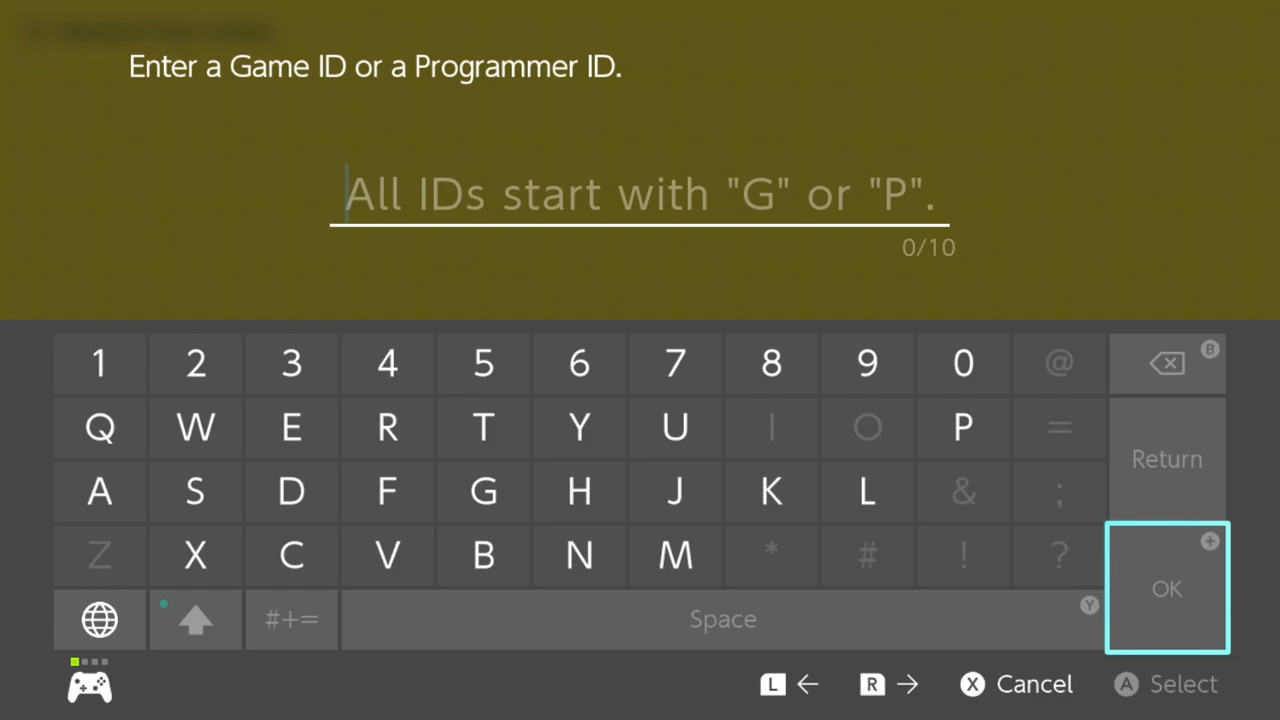 Enter a Game ID or a Programmer ID.
All IDs start with "G" or "P".
0/10
1 2 3 4 5 6 7 8 9 0 @ B
Q W E R T Y U I O P =
Return
A S D F G H J K L & ;
Z X C V B N M * # ! ? +
OK
#+= Space Y
L ← R → X Cancel A Select